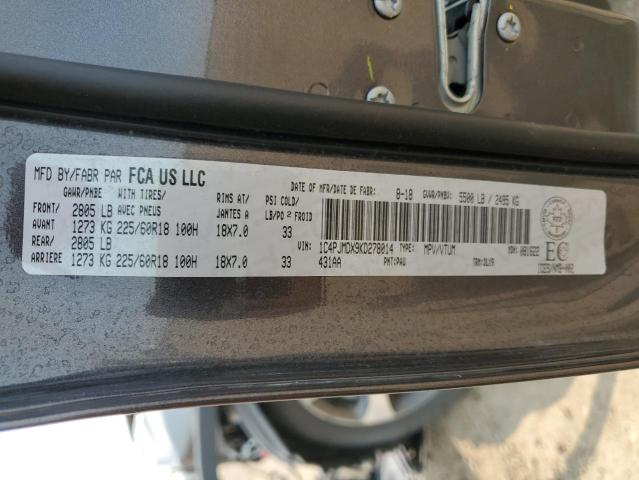 MFD BY/FABR PAR FCA US LLC
DATE OF MFR/DATE DE FABR: 8-18 GVWR/PNBV: 5500 LB / 2495 KG
GAWR/PNBE WITH TIRES/ RIMS AT/ PSI COLD/
FRONT/ 2805 LB AVEC PNEUS JANTES A LB/PO 2 FROID
AVANT 1273 KG 225/60R18 100H 18X7.0 33
REAR/ 2805 LB
ARRIERE 1273 KG 225/60R18 100H 18X7.0 33
VIN: 1C4PJMDX9KD278014 TYPE: MPV/VTUM
431AA PNT: PAU
EC